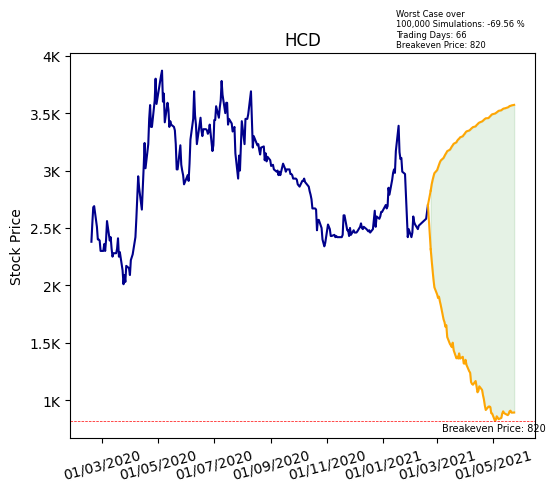 Worst Case over
100,000 Simulations: -69.56 %
Trading Days: 66
Breakeven Price: 820
HCD
4K
3.5K
3K
2.5K
2K
1.5K
1K
Stock Price
Breakeven Price: 820
01/03/2020 01/05/2020 01/07/2020 01/09/2020 01/11/2020 01/01/2021 01/03/2021 01/05/2021